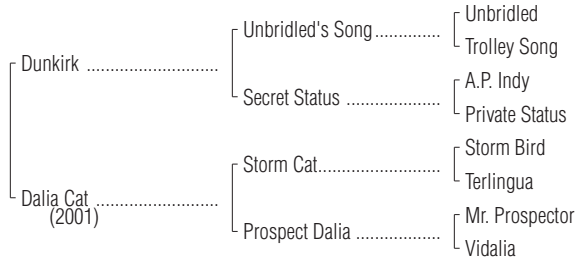 Unbridled
Unbridled's Song
Trolley Song
Dunkirk
A.P. Indy
Secret Status
Private Status
Storm Bird
Storm Cat
Terlingua
Dalia Cat
(2001)
Mr. Prospector
Prospect Dalia
Vidalia